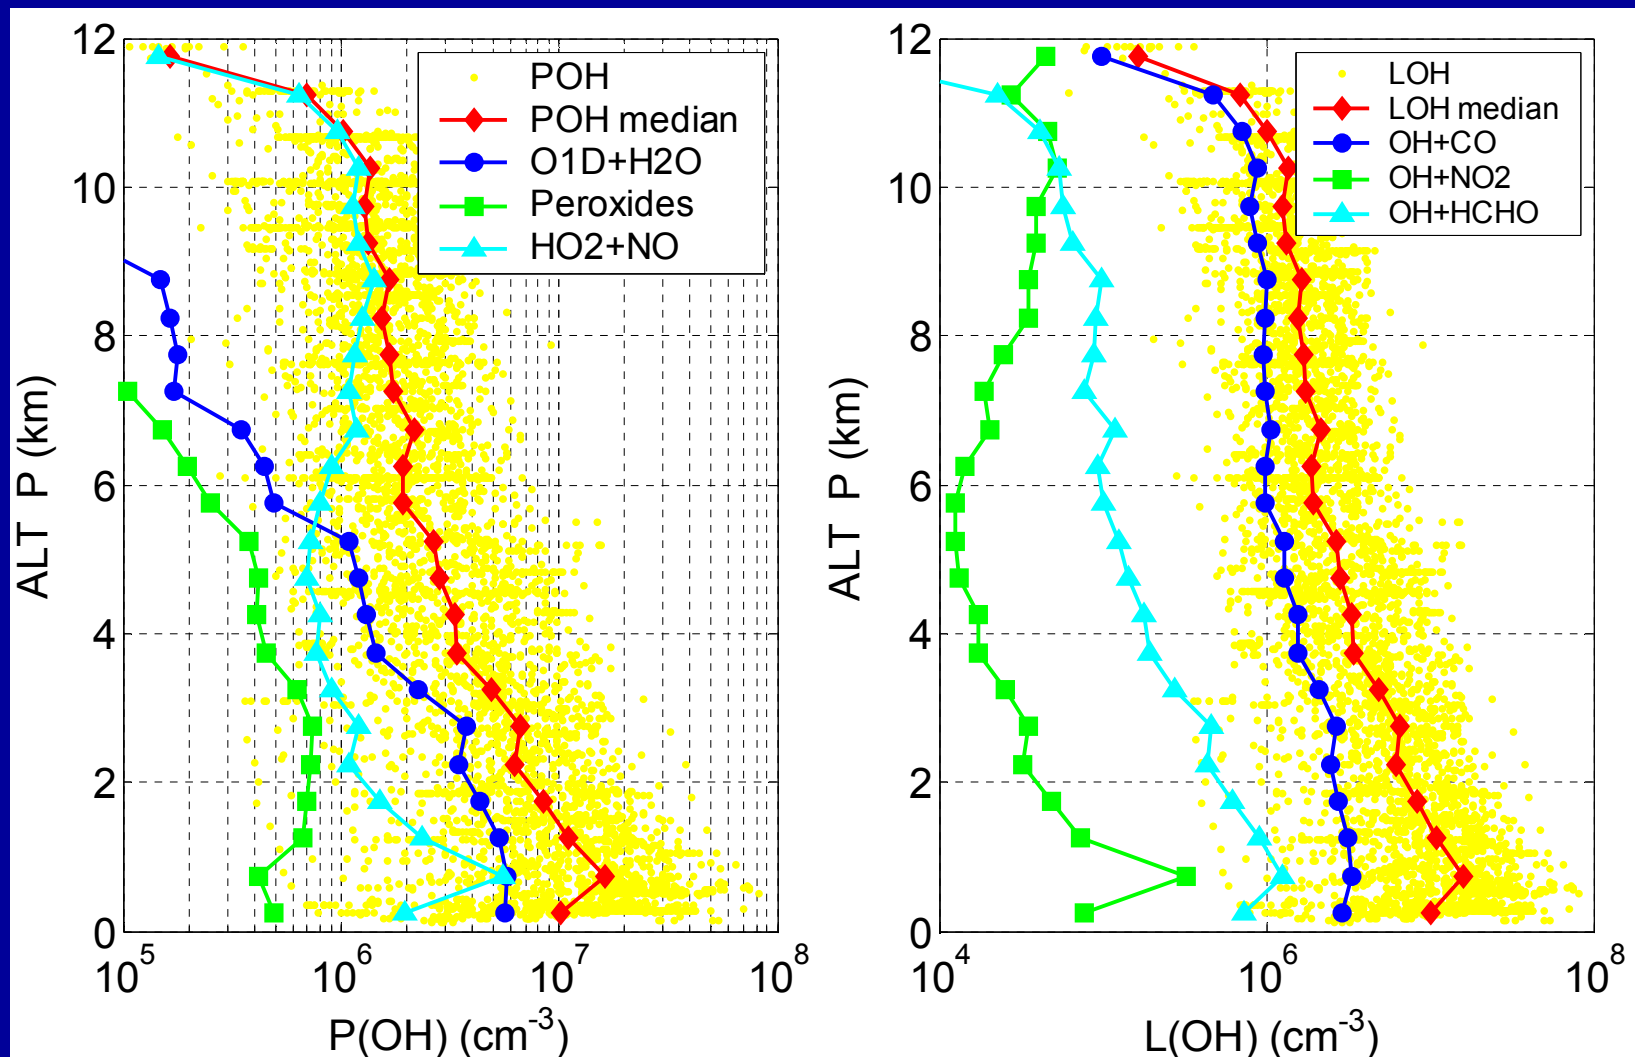 12
10
8
6
4
2
0
ALT P (km)
10^5
10^6
10^7
10^8
P(OH) (cm^-3)
POH
POH median
O1D+H2O
Peroxides
HO2+NO
12
10
8
6
4
2
0
ALT P (km)
10^4
10^6
10^8
L(OH) (cm^-3)
LOH
LOH median
OH+CO
OH+NO2
OH+HCHO